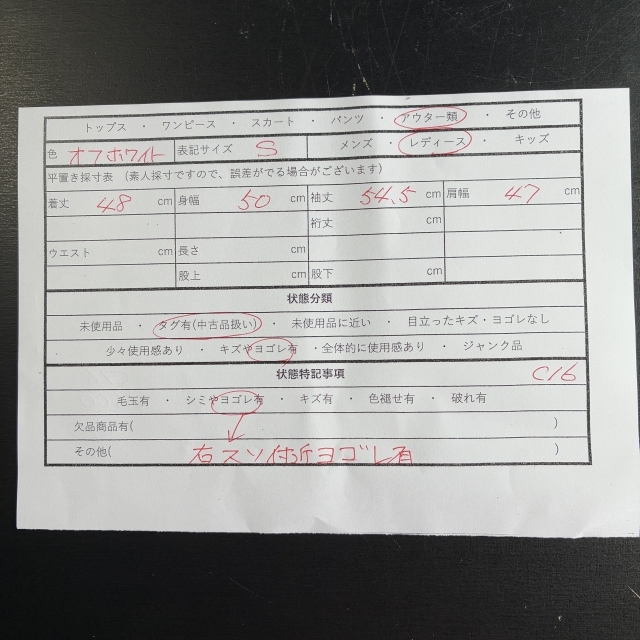 トップス ・ ワンピース ・ スカート ・ パンツ ・ アウター類 ・ その他
色 オフホワイト 表記サイズ S メンズ ・ レディース ・ キッズ
平置き採寸表 （素人採寸ですので、誤差がでる場合がございます）
着丈 48 cm 身幅 50 cm 袖丈 54.5 cm 肩幅 47 cm
裄丈 cm
ウエスト cm 長さ cm
股上 cm 股下 cm
状態分類
未使用品 ・ タグ有(中古品扱い) ・ 未使用品に近い ・ 目立ったキズ・ヨゴレなし
少々使用感あり ・ キズやヨゴレ有 ・全体的に使用感あり ・ ジャンク品
状態特記事項 C16
毛玉有 ・ シミやヨゴレ有 ・ キズ有 ・ 色褪せ有 ・ 破れ有
欠品商品有( )
その他( 右スソ付近ヨゴレ有 )